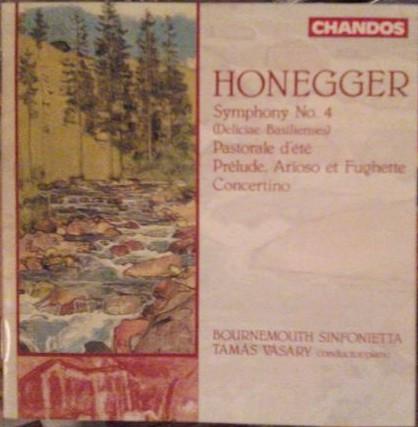 CHANDOS
HONEGGER
Symphony No. 4
(Deliciae Basilienses)
Pastorale d'été
Prélude, Arioso et Fughette
Concertino
BOURNEMOUTH SINFONIETTA
TAMÁS VÁSÁRY conductor/piano